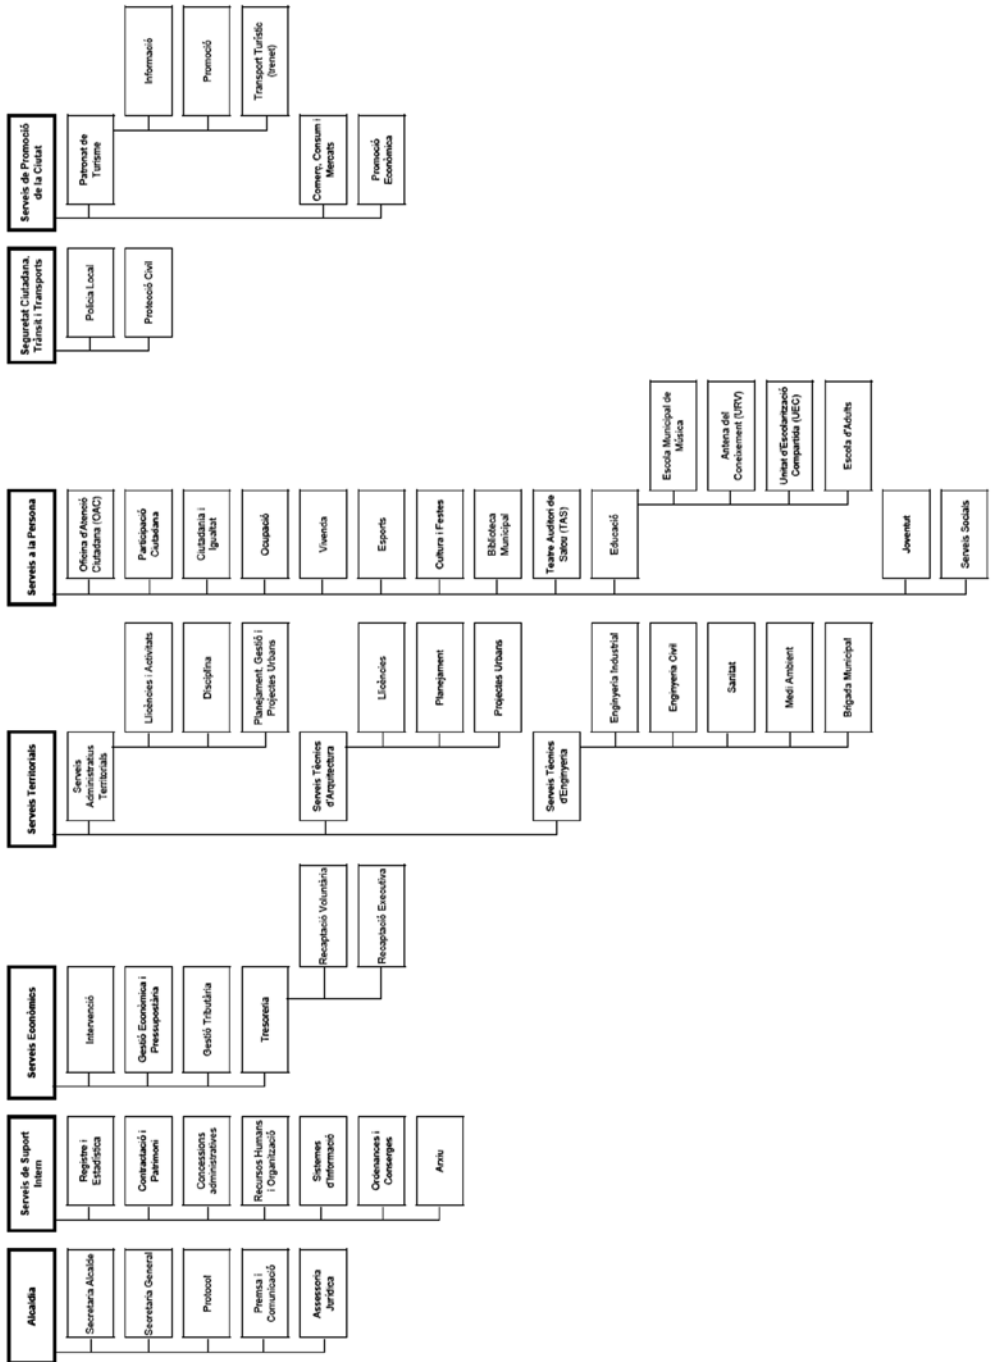 Alcaldia
Secretaria Alcalde
Secretaria General
Protocol
Premsa i
Comunicació
Assessoria
Jurídica
Serveis de Suport
Intern
Registre i
Estadística
Contractació i
Patrimoni
Concessions
administratives
Recursos Humans
i Organització
Sistemes
d'Informació
Ordenances i
Conserges
Arxiu
Serveis Econòmics
Intervenció
Gestió Econòmica i
Pressupostària
Gestió Tributària
Tresoreria
Recaptació Voluntària
Recaptació Executiva
Serveis Territorials
Serveis
Administratius
Territorials
Llicències i Activitats
Disciplina
Planejament, Gestió i
Projectes Urbans
Serveis Tècnics
d'Arquitectura
Llicències
Planejament
Projectes Urbans
Serveis Tècnics
d'Enginyeria
Enginyeria Industrial
Enginyeria Civil
Sanitat
Medi Ambient
Brigada Municipal
Serveis a la Persona
Oficina d'Atenció
Ciutadana (OAC)
Participació
Ciutadana
Ciutadania i
Igualtat
Ocupació
Vivenda
Esports
Cultura i Festes
Biblioteca
Municipal
Teatre Auditori de
Salou (TAS)
Educació
Escola Municipal de
Música
Antena del
Coneixement (URV)
Unitat d'Escolarització
Compartida (UEC)
Escola d'Adults
Joventut
Serveis Socials
Seguretat Ciutadana,
Trànsit i Transports
Policia Local
Protecció Civil
Serveis de Promoció
de la Ciutat
Patronat de
Turisme
Informació
Promoció
Transport Turístic
(trenet)
Comerç, Consum i
Mercats
Promoció
Econòmica